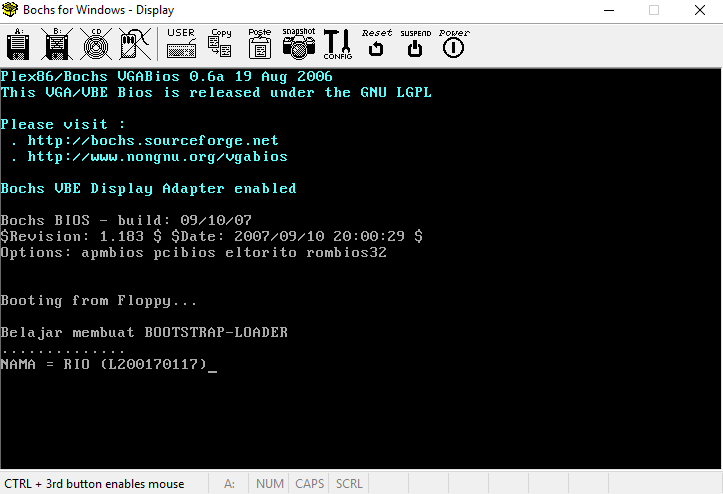 Bochs for Windows - Display
A:
B:
CD
USER
Copy
Paste
snapshot
CONFIG
Reset
SUSPEND
Power
Plex86/Bochs VGABios 0.6a 19 Aug 2006
This VGA/VBE Bios is released under the GNU LGPL
Please visit :
. http://bochs.sourceforge.net
. http://www.nongnu.org/vgabios
Bochs VBE Display Adapter enabled
Bochs BIOS - build: 09/10/07
$Revision: 1.183 $ $Date: 2007/09/10 20:00:29 $
Options: apmbios pcibios eltorito rombios32
Booting from Floppy...
Belajar membuat BOOTSTRAP-LOADER
..............
NAMA = RIO (L200170117)_
CTRL + 3rd button enables mouse A: NUM CAPS SCRL